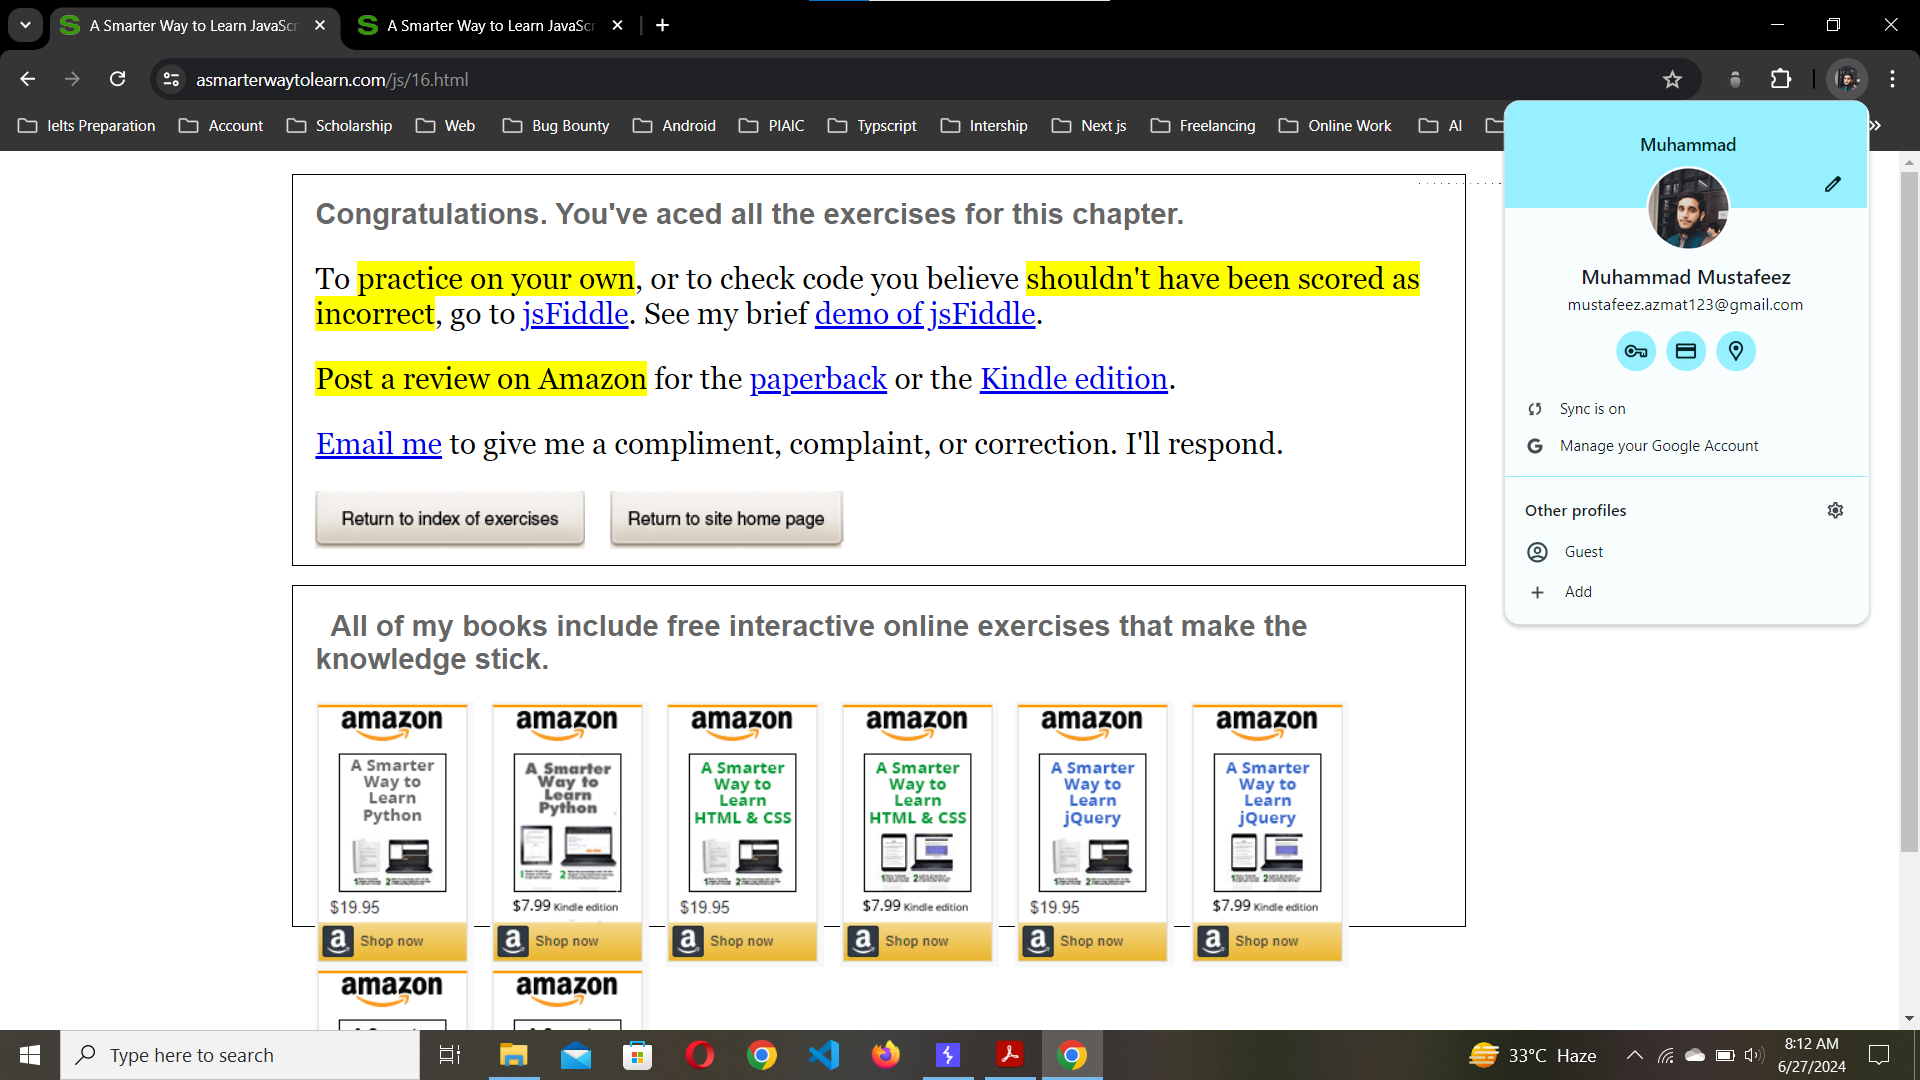 A Smarter Way to Learn JavaScr
A Smarter Way to Learn JavaScr
asmarterwaytolearn.com/js/16.html
Ielts Preparation
Account
Scholarship
Web
Bug Bounty
Android
PIAIC
Typscript
Intership
Next js
Freelancing
Online Work
AI
Muhammad
Muhammad Mustafeez
mustafeez.azmat123@gmail.com
Sync is on
Manage your Google Account
Other profiles
Guest
Add
Congratulations. You've aced all the exercises for this chapter.
To practice on your own, or to check code you believe shouldn't have been scored as
incorrect, go to jsFiddle. See my brief demo of jsFiddle.
Post a review on Amazon for the paperback or the Kindle edition.
Email me to give me a compliment, complaint, or correction. I'll respond.
Return to index of exercises
Return to site home page
All of my books include free interactive online exercises that make the
knowledge stick.
amazon
A Smarter
Way to
Learn
Python
$19.95
Shop now
amazon
A Smarter
Way to
Learn
Python
$7.99 Kindle edition
Shop now
amazon
A Smarter
Way to
Learn
HTML & CSS
$19.95
Shop now
amazon
A Smarter
Way to
Learn
HTML & CSS
$7.99 Kindle edition
Shop now
amazon
A Smarter
Way to
Learn
jQuery
$19.95
Shop now
amazon
A Smarter
Way to
Learn
jQuery
$7.99 Kindle edition
Shop now
amazon
amazon
Type here to search
33°C Haze
8:12 AM
6/27/2024